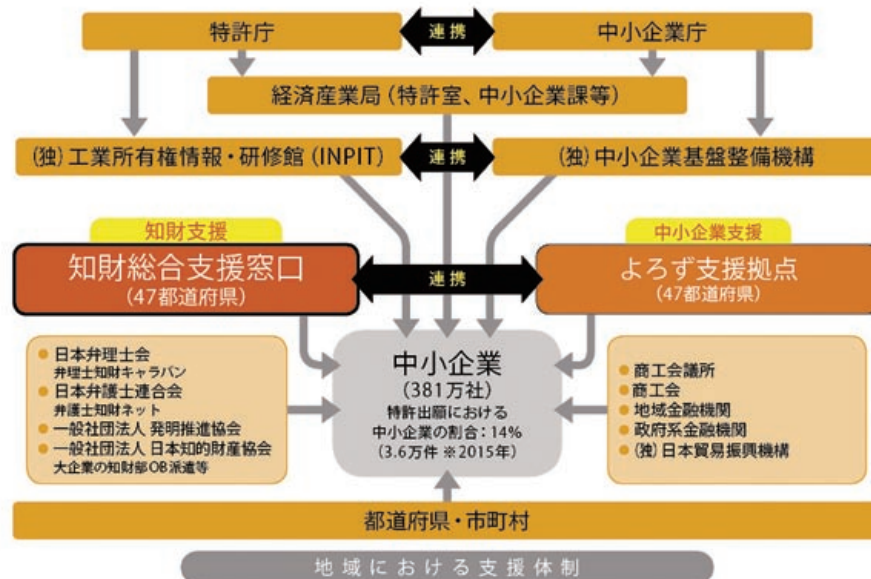 特許庁
連携
中小企業庁
経済産業局(特許室、中小企業課等)
(独)工業所有権情報・研修館(INPIT)
連携
(独)中小企業基盤整備機構
知財支援
中小企業支援
知財総合支援窓口
(47都道府県)
連携
よろず支援拠点
(47都道府県)
● 日本弁理士会
弁理士知財キャラバン
● 日本弁護士連合会
弁護士知財ネット
● 一般社団法人 発明推進協会
● 一般社団法人 日本知的財産協会
大企業の知財部OB派遣等
中小企業
(381万社)
特許出願における
中小企業の割合:14%
(3.6万件 ※2015年)
● 商工会議所
● 商工会
● 地域金融機関
● 政府系金融機関
● (独)日本貿易振興機構
都道府県・市町村
地域における支援体制